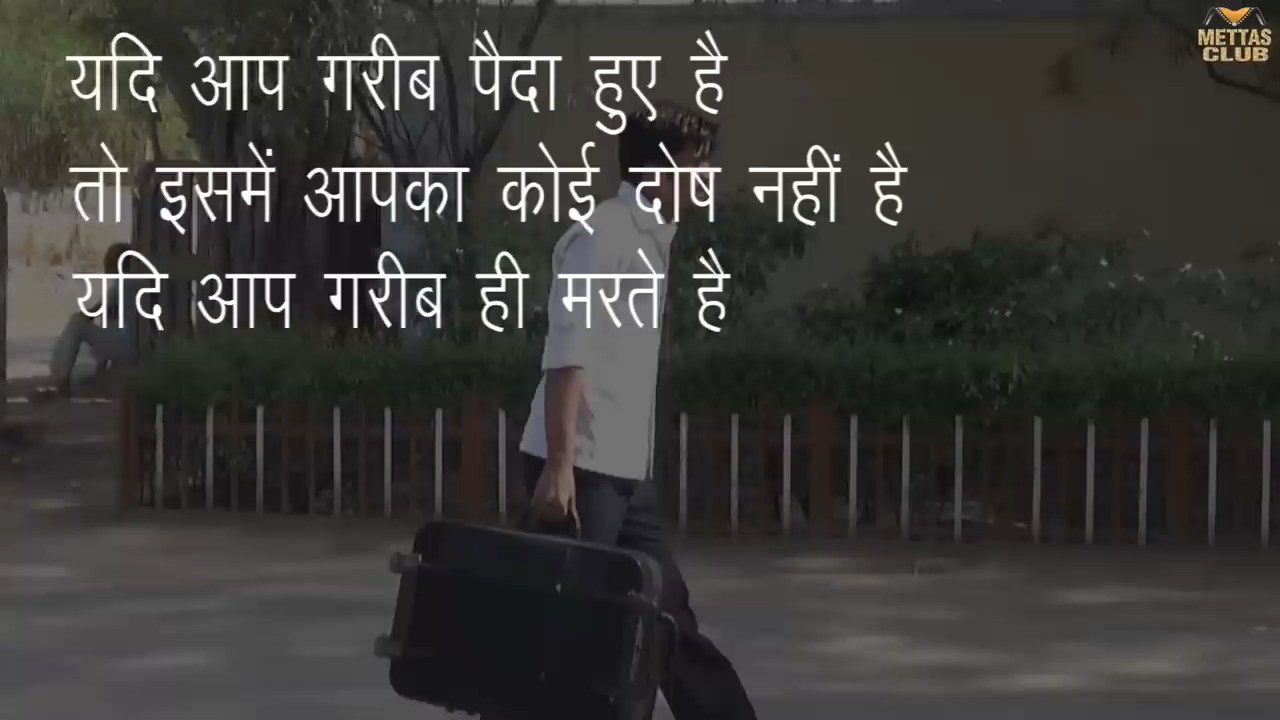 यदि आप गरीब पैदा हुए है
तो इसमें आपका कोई दोष नहीं है
यदि आप गरीब ही मरते है
METTAS
CLUB